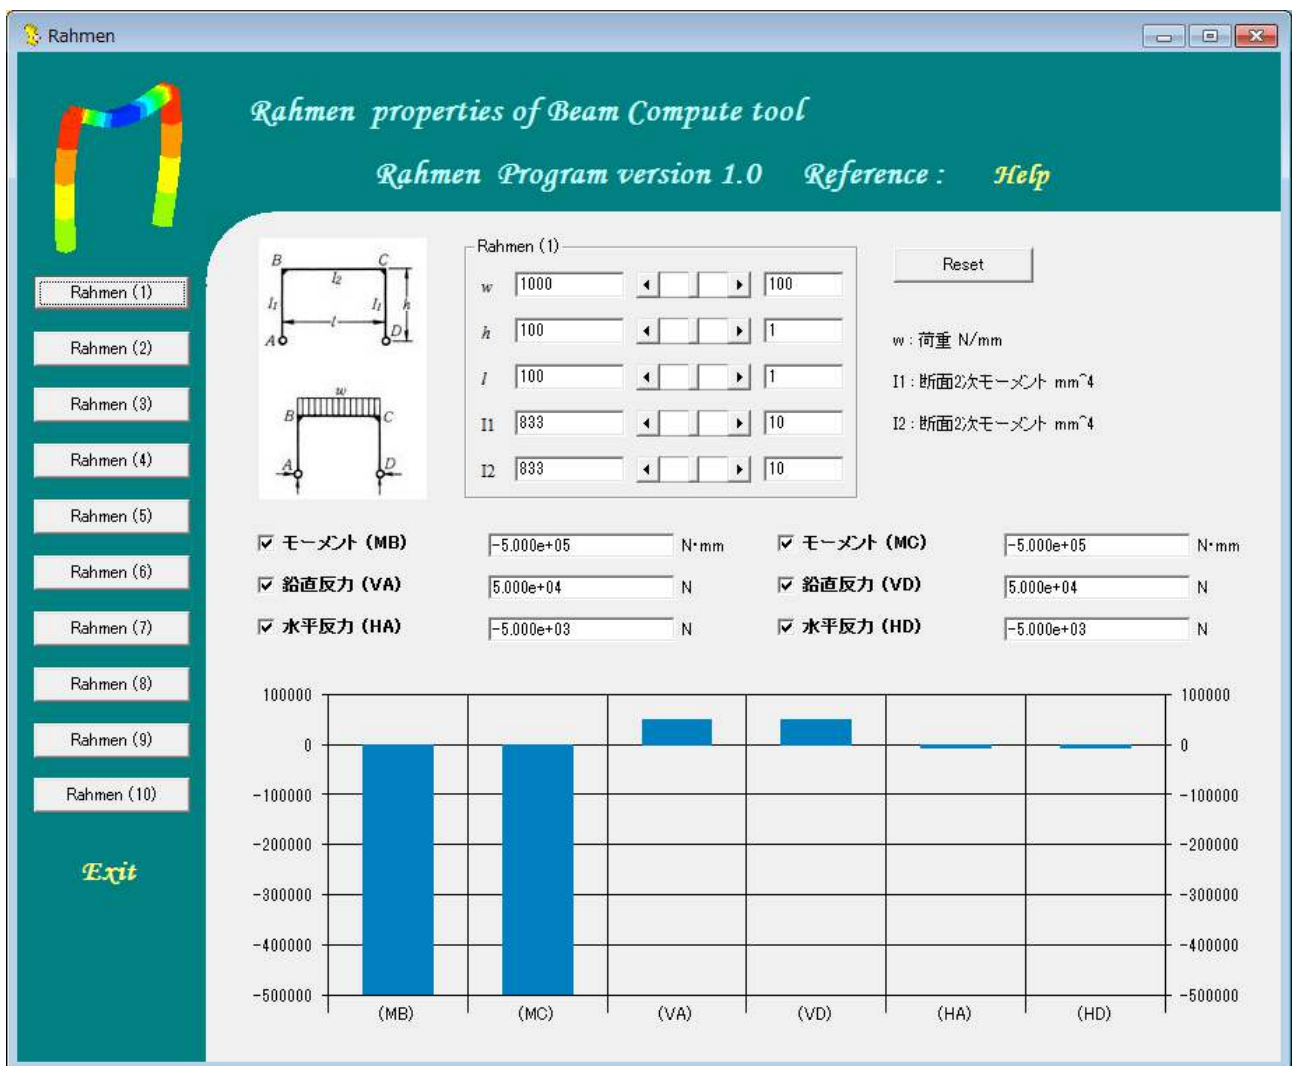 Rahmen
Rahmen properties of Beam Compute tool
Rahmen Program version 1.0 Reference : Help
Rahmen (1)
Rahmen (2)
Rahmen (3)
Rahmen (4)
Rahmen (5)
Rahmen (6)
Rahmen (7)
Rahmen (8)
Rahmen (9)
Rahmen (10)
Exit
B C
I2
I1 I1 h
l
A D
w
B C
A D
Rahmen (1)
w 1000 100
h 100 1
l 100 1
I1 833 10
I2 833 10
Reset
w : 荷重 N/mm
I1 : 断面2次モーメント mm^4
I2 : 断面2次モーメント mm^4
モーメント (MB) -5.000e+05 N・mm モーメント (MC) -5.000e+05 N・mm
鉛直反力 (VA) 5.000e+04 N 鉛直反力 (VD) 5.000e+04 N
水平反力 (HA) -5.000e+03 N 水平反力 (HD) -5.000e+03 N
100000 100000
0 0
-100000 -100000
-200000 -200000
-300000 -300000
-400000 -400000
-500000 -500000
(MB) (MC) (VA) (VD) (HA) (HD)